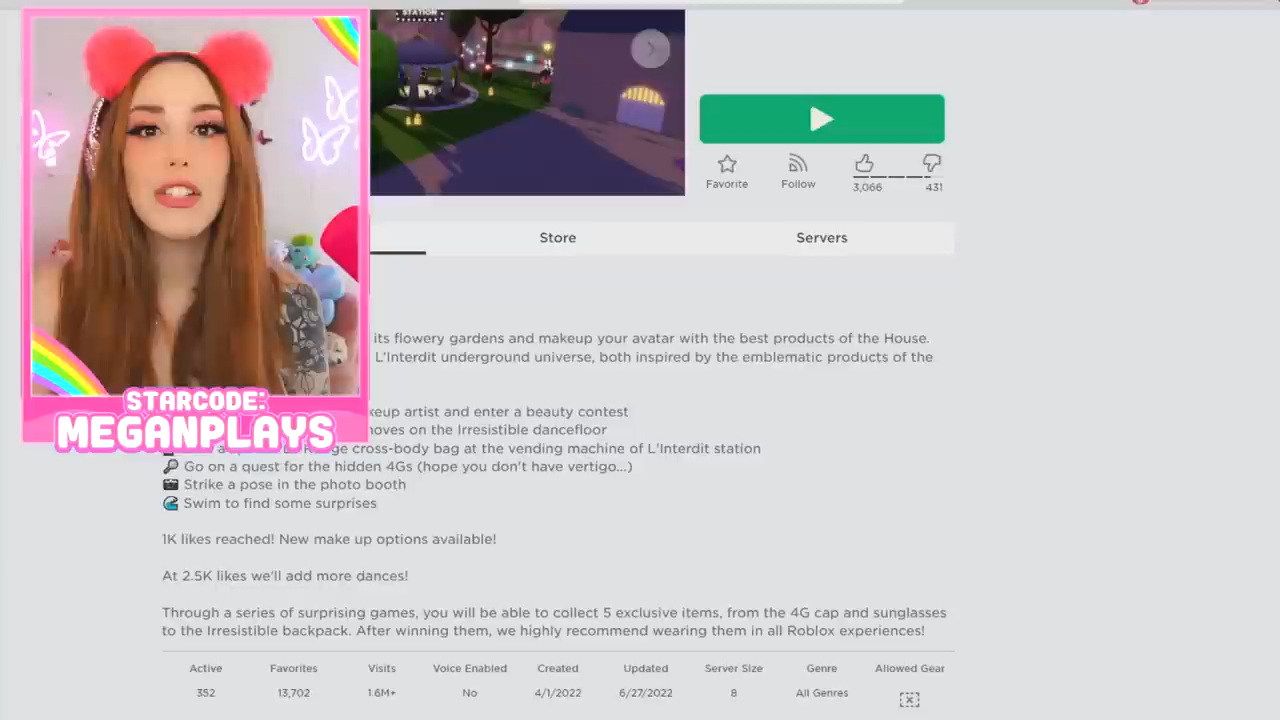 STATION
Favorite
Follow
3,066
431
Store
Servers
its flowery gardens and makeup your avatar with the best products of the House.
L'Interdit underground universe, both inspired by the emblematic products of the
STARCODE:
MEGANPLAYS
artist and enter a beauty contest
on the Irresistible dancefloor
cross-body bag at the vending machine of L'Interdit station
Go on a quest for the hidden 4Gs (hope you don't have vertigo...)
Strike a pose in the photo booth
Swim to find some surprises
1K likes reached! New make up options available!
At 2.5K likes we'll add more dances!
Through a series of surprising games, you will be able to collect 5 exclusive items, from the 4G cap and sunglasses
to the Irresistible backpack. After winning them, we highly recommend wearing them in all Roblox experiences!
Active Favorites Visits Voice Enabled Created Updated Server Size Genre Allowed Gear
352 13,702 1.6M+ No 4/1/2022 6/27/2022 8 All Genres